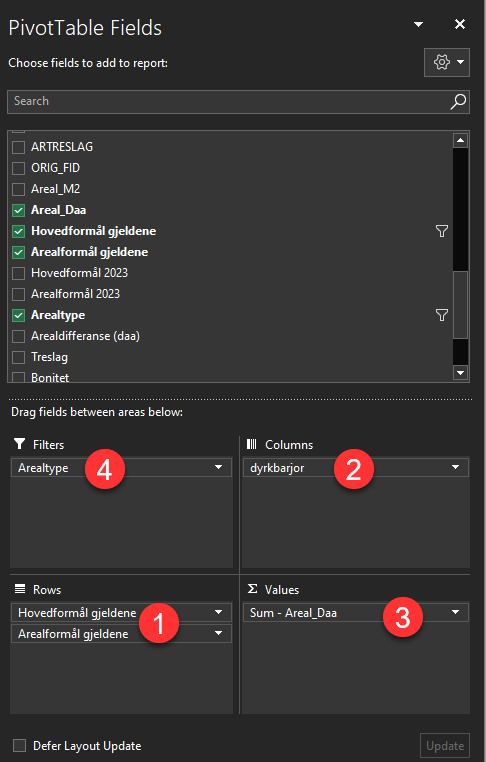 PivotTable Fields
Choose fields to add to report:
Search
ARTRESLAG
ORIG_FID
Areal_M2
Areal_Daa
Hovedformål gjeldene
Arealformål gjeldene
Hovedformål 2023
Arealformål 2023
Arealtype
Arealdifferanse (daa)
Treslag
Bonitet
Drag fields between areas below:
Filters
Arealtype
4
Columns
dyrkbarjor
2
Rows
Hovedformål gjeldene
Arealformål gjeldene
1
Values
Sum - Areal_Daa
3
Defer Layout Update
Update